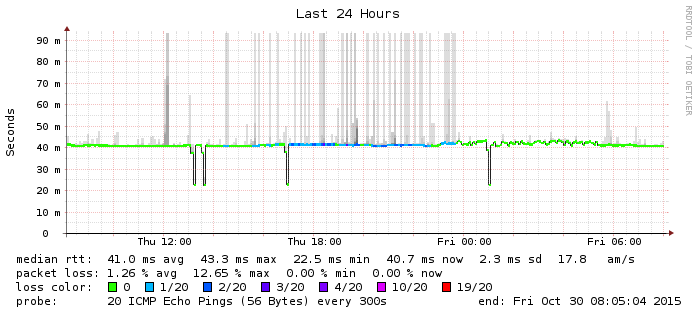 Last 24 Hours
RRDTOOL / TOBI OETIKER
Seconds
90 m
80 m
70 m
60 m
50 m
40 m
30 m
20 m
10 m
0
Thu 12:00 Thu 18:00 Fri 00:00 Fri 06:00
median rtt: 41.0 ms avg 43.3 ms max 22.5 ms min 40.7 ms now 2.3 ms sd 17.8 am/s
packet loss: 1.26 % avg 12.65 % max 0.00 % min 0.00 % now
loss color: 0 1/20 2/20 3/20 4/20 10/20 19/20
probe: 20 ICMP Echo Pings (56 Bytes) every 300s end: Fri Oct 30 08:05:04 2015